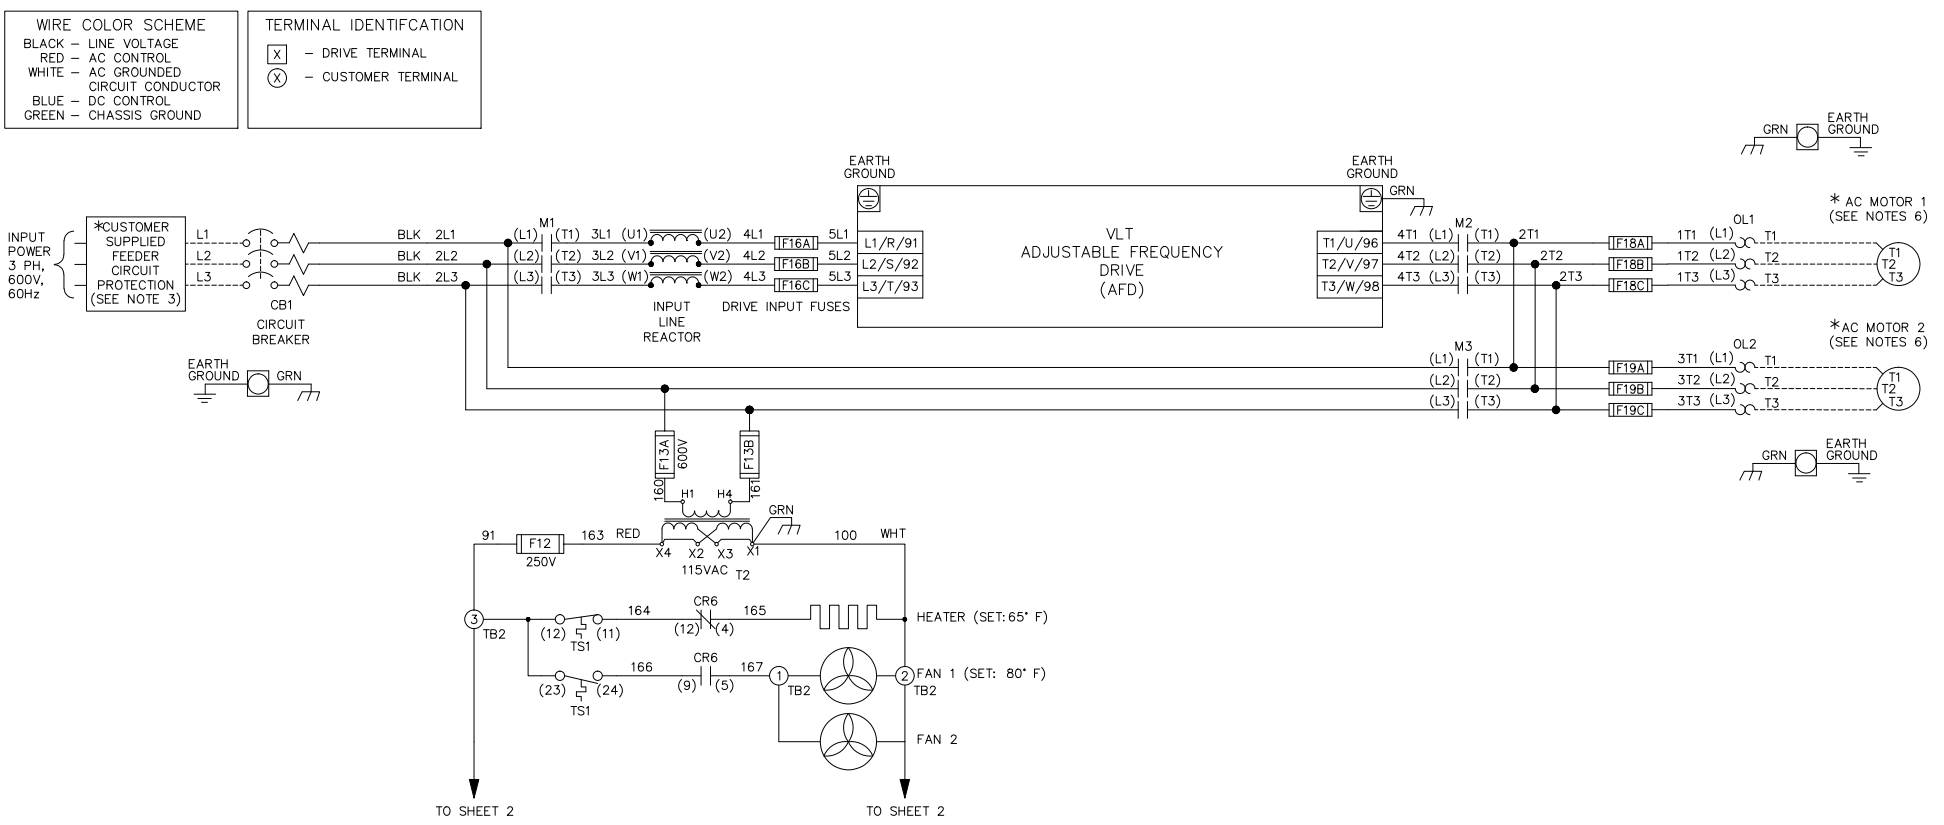 WIRE COLOR SCHEME
BLACK – LINE VOLTAGE
RED – AC CONTROL
WHITE – AC GROUNDED
CIRCUIT CONDUCTOR
BLUE – DC CONTROL
GREEN – CHASSIS GROUND
TERMINAL IDENTIFCATION
X – DRIVE TERMINAL
X – CUSTOMER TERMINAL
GRN
EARTH
GROUND
EARTH
GROUND
EARTH
GROUND
GRN
INPUT
POWER
3 PH,
600V,
60Hz
*CUSTOMER
SUPPLIED
FEEDER
CIRCUIT
PROTECTION
(SEE NOTE 3)
L1
L2
L3
CB1
CIRCUIT
BREAKER
M1
BLK 2L1 (L1) (T1) 3L1 (U1) (U2) 4L1 F16A 5L1 L1/R/91
BLK 2L2 (L2) (T2) 3L2 (V1) (V2) 4L2 F16B 5L2 L2/S/92
BLK 2L3 (L3) (T3) 3L3 (W1) (W2) 4L3 F16C 5L3 L3/T/93
INPUT
LINE
REACTOR
DRIVE INPUT FUSES
VLT
ADJUSTABLE FREQUENCY
DRIVE
(AFD)
M2
OL1
T1/U/96 4T1 (L1) (T1) 2T1 F18A 1T1 (L1) T1
T2/V/97 4T2 (L2) (T2) 2T2 F18B 1T2 (L2) T2
T3/W/98 4T3 (L3) (T3) 2T3 F18C 1T3 (L3) T3
* AC MOTOR 1
(SEE NOTES 6)
T1
T2
T3
EARTH
GROUND
GRN
M3
OL2
(L1) (T1) F19A 3T1 (L1) T1
(L2) (T2) F19B 3T2 (L2) T2
(L3) (T3) F19C 3T3 (L3) T3
*AC MOTOR 2
(SEE NOTES 6)
T1
T2
T3
GRN
EARTH
GROUND
F13A
600V
F13B
160
161
H1 H4
GRN
91 F12 163 RED
250V
X4 X2 X3 X1
100 WHT
115VAC T2
3
TB2
(12) (11)
TS1
164
CR6
(12) (4)
165
HEATER (SET:65° F)
(23) (24)
TS1
166
CR6
(9) (5)
167
1
TB2
2
TB2
FAN 1 (SET: 80° F)
FAN 2
TO SHEET 2
TO SHEET 2